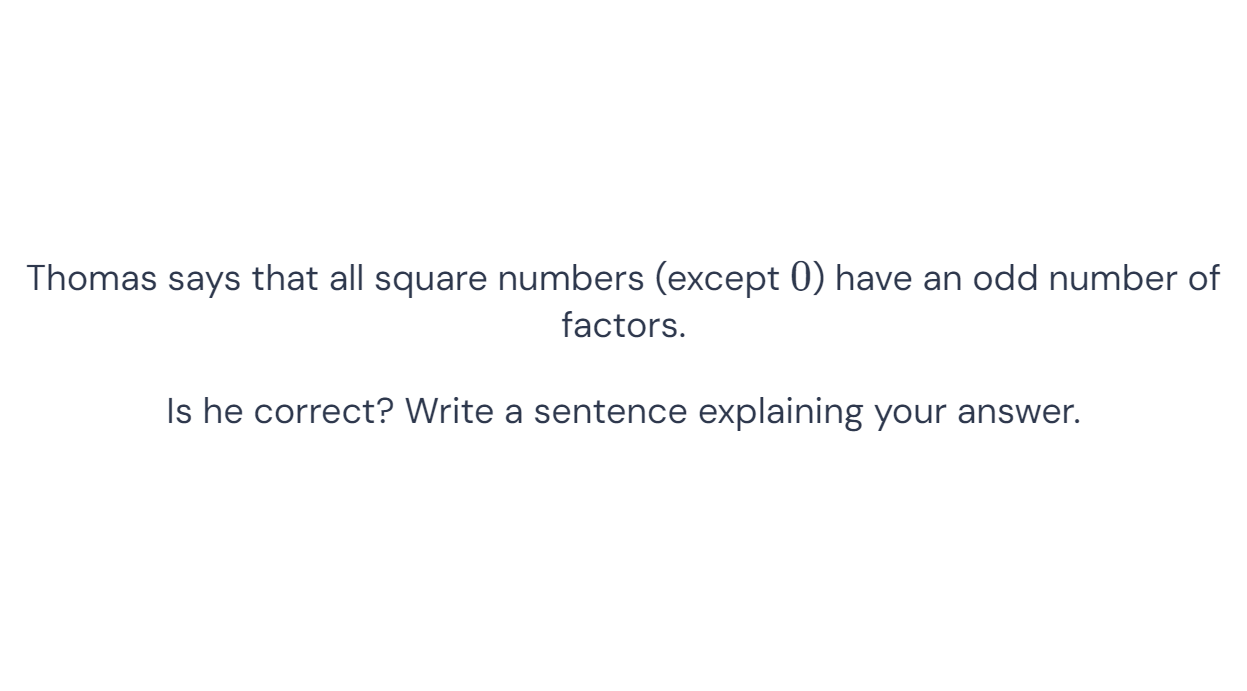 Thomas says that all square numbers (except 0) have an odd number of
factors.
Is he correct? Write a sentence explaining your answer.